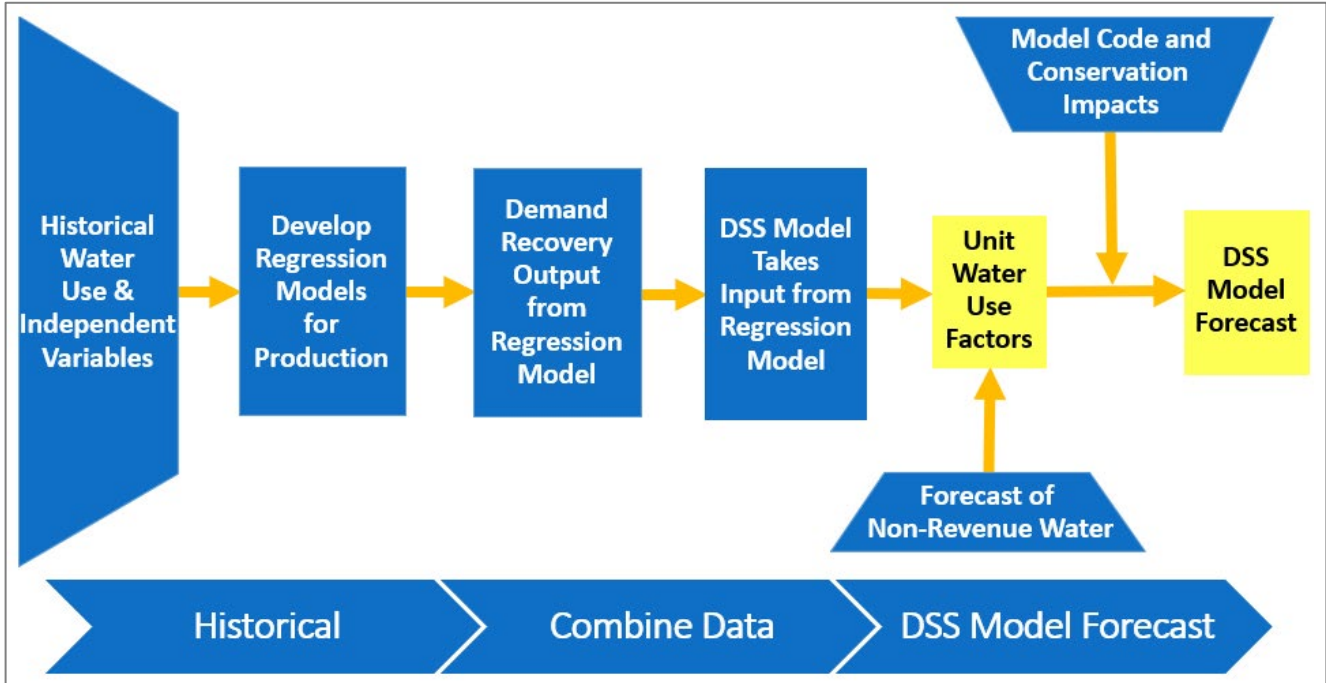 Historical
Water
Use &
Independent
Variables
Develop
Regression
Models
for
Production
Demand
Recovery
Output
from
Regression
Model
DSS Model
Takes
Input from
Regression
Model
Unit
Water
Use
Factors
Model Code and
Conservation
Impacts
DSS
Model
Forecast
Forecast of
Non-Revenue Water
Historical
Combine Data
DSS Model Forecast